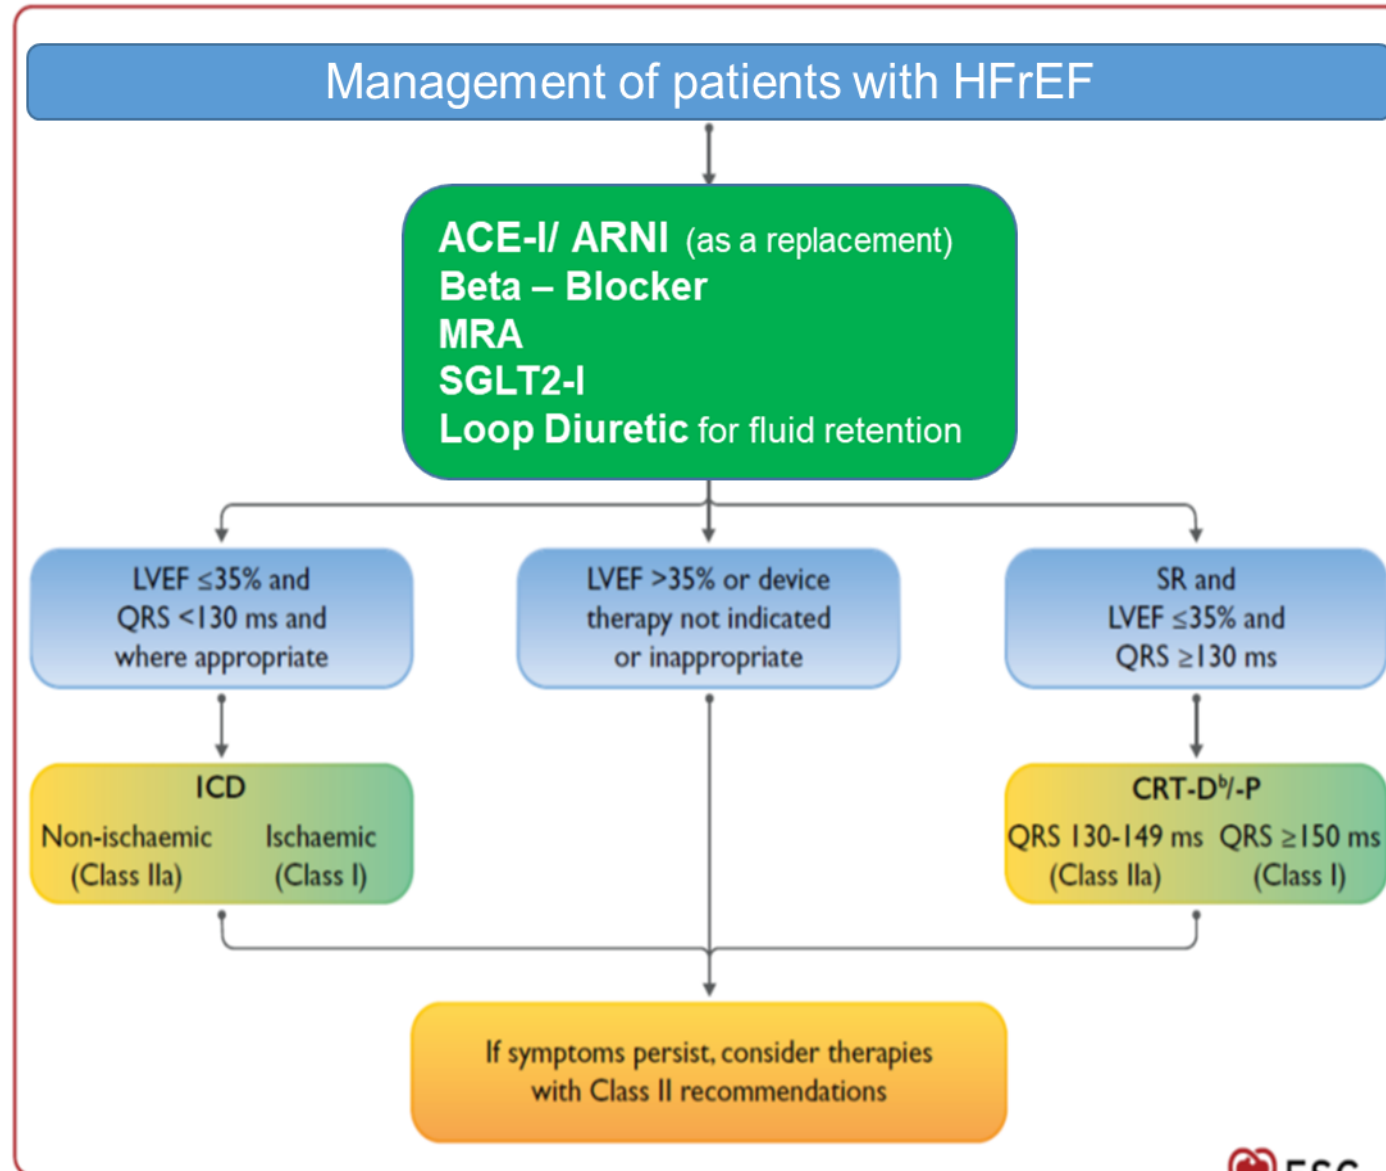 Management of patients with HFrEF
ACE-I/ ARNI (as a replacement)
Beta – Blocker
MRA
SGLT2-I
Loop Diuretic for fluid retention
LVEF ≤35% and
QRS <130 ms and
where appropriate
LVEF >35% or device
therapy not indicated
or inappropriate
SR and
LVEF ≤35% and
QRS ≥130 ms
ICD
Non-ischaemic Ischaemic
(Class IIa) (Class I)
CRT-Dᵇ/-P
QRS 130-149 ms QRS ≥150 ms
(Class IIa) (Class I)
If symptoms persist, consider therapies
with Class II recommendations
ESC